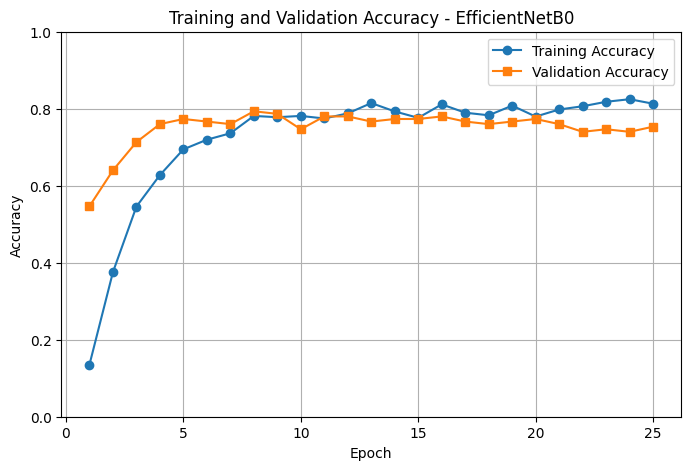 Training and Validation Accuracy - EfficientNetB0
Training Accuracy
Validation Accuracy
1.0
0.8
0.6
0.4
0.2
0.0
Accuracy
0
5
10
15
20
25
Epoch